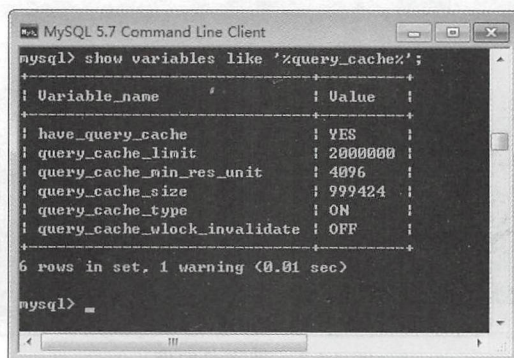 MySQL 5.7 Command Line Client
mysql> show variables like '%query_cache%';
+------------------------------+---------+
| Variable_name | Value |
+------------------------------+---------+
| have_query_cache | YES |
| query_cache_limit | 2000000 |
| query_cache_min_res_unit | 4096 |
| query_cache_size | 999424 |
| query_cache_type | ON |
| query_cache_wlock_invalidate | OFF |
+------------------------------+---------+
6 rows in set, 1 warning (0.01 sec)
mysql>